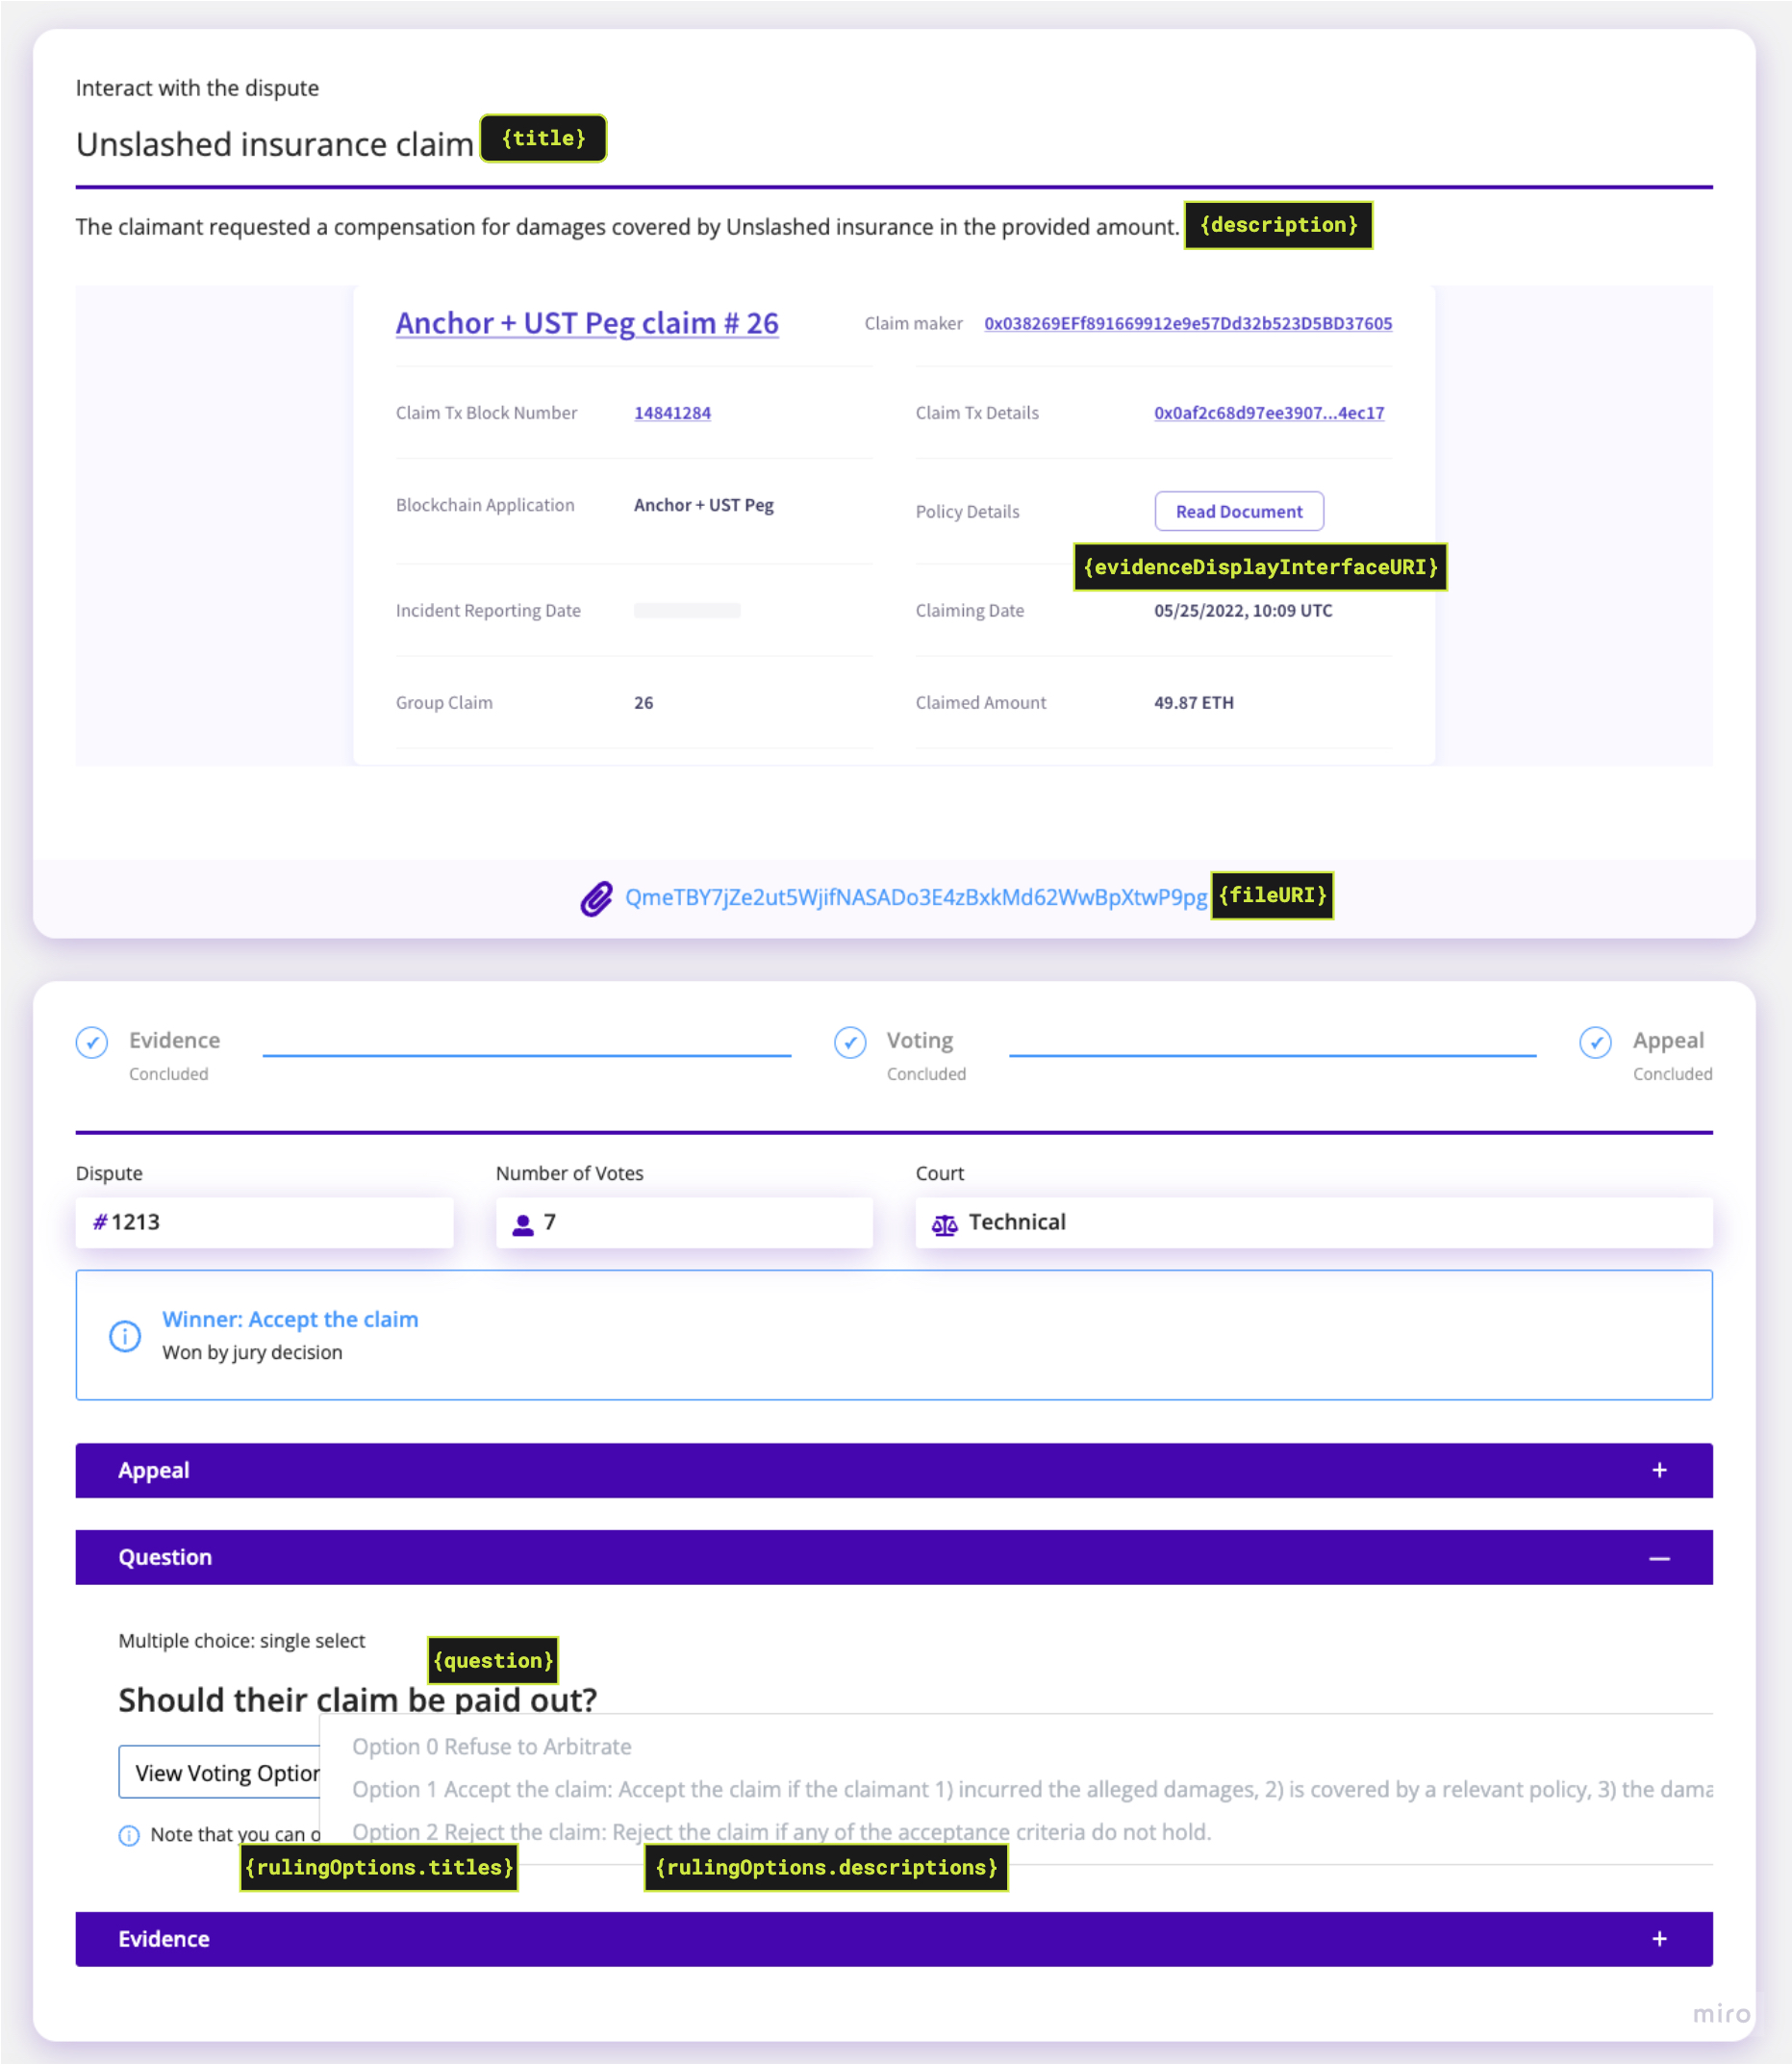 Interact with the dispute
Unslashed insurance claim {title}
The claimant requested a compensation for damages covered by Unslashed insurance in the provided amount. {description}
Anchor + UST Peg claim # 26 Claim maker 0x038269EFf891669912e9e57Dd32b523D5BD37605
Claim Tx Block Number 14841284 Claim Tx Details 0x0af2c68d97ee3907...4ec17
Blockchain Application Anchor + UST Peg Policy Details Read Document
{evidenceDisplayInterfaceURI}
Incident Reporting Date Claiming Date 05/25/2022, 10:09 UTC
Group Claim 26 Claimed Amount 49.87 ETH
QmeTBY7jZe2ut5WjifNASADo3E4zBxkMd62WwBpXtwP9pg {fileURI}
Evidence Voting Appeal
Concluded Concluded Concluded
Dispute Number of Votes Court
#1213 7 Technical
Winner: Accept the claim
Won by jury decision
Appeal +
Question —
Multiple choice: single select
{question}
Should their claim be paid out?
Option 0 Refuse to Arbitrate
View Voting Option
Option 1 Accept the claim: Accept the claim if the claimant 1) incurred the alleged damages, 2) is covered by a relevant policy, 3) the dama
Note that you can o
Option 2 Reject the claim: Reject the claim if any of the acceptance criteria do not hold.
{rulingOptions.titles} {rulingOptions.descriptions}
Evidence +
miro